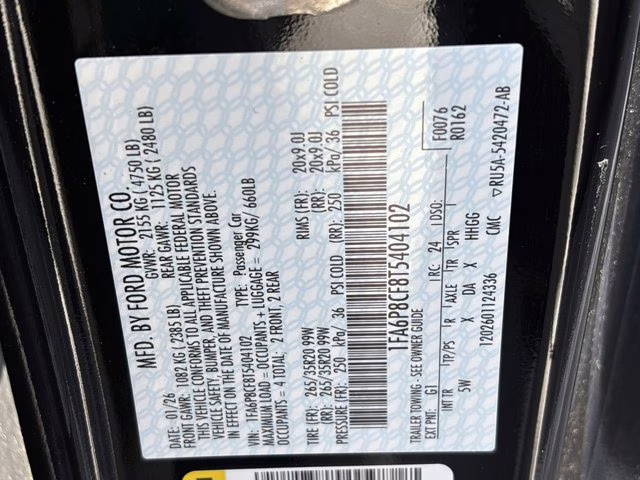 MFD. BY FORD MOTOR CO.
DATE: 01/26 GVWR: 2155 KG ( 4750 LB)
FRONT GAWR: 1082 KG ( 2385 LB) REAR GAWR: 1125 KG ( 2480 LB)
THIS VEHICLE CONFORMS TO ALL APPLICABLE FEDERAL MOTOR
VEHICLE SAFETY, BUMPER, AND THEFT PREVENTION STANDARDS
IN EFFECT ON THE DATE OF MANUFACTURE SHOWN ABOVE.
VIN: 1FA6P8CF8T5404102 TYPE: Passenger Car
MAXIMUM LOAD = OCCUPANTS + LUGGAGE = 299KG/ 660LB
OCCUPANTS = 4 TOTAL: 2 FRONT, 2 REAR
TIRE (FR): 265/35R20 99W RIMS (FR): 20x9.0J
(RR): 265/35R20 99W (RR): 20x9.0J
PRESSURE (FR): 250 kPa/ 36 PSI COLD (RR): 250 kPa/ 36 PSI COLD
1FA6P8CF8T5404102
TRAILER TOWING - SEE OWNER GUIDE F0076
R0162
EXT PNT: G1 RC: 24 DSO:
INT TR TP/PS R AXLE TR SPR
5W X DA X HHGG
1202601124336 CMC ▽RU5A-5420472-AB